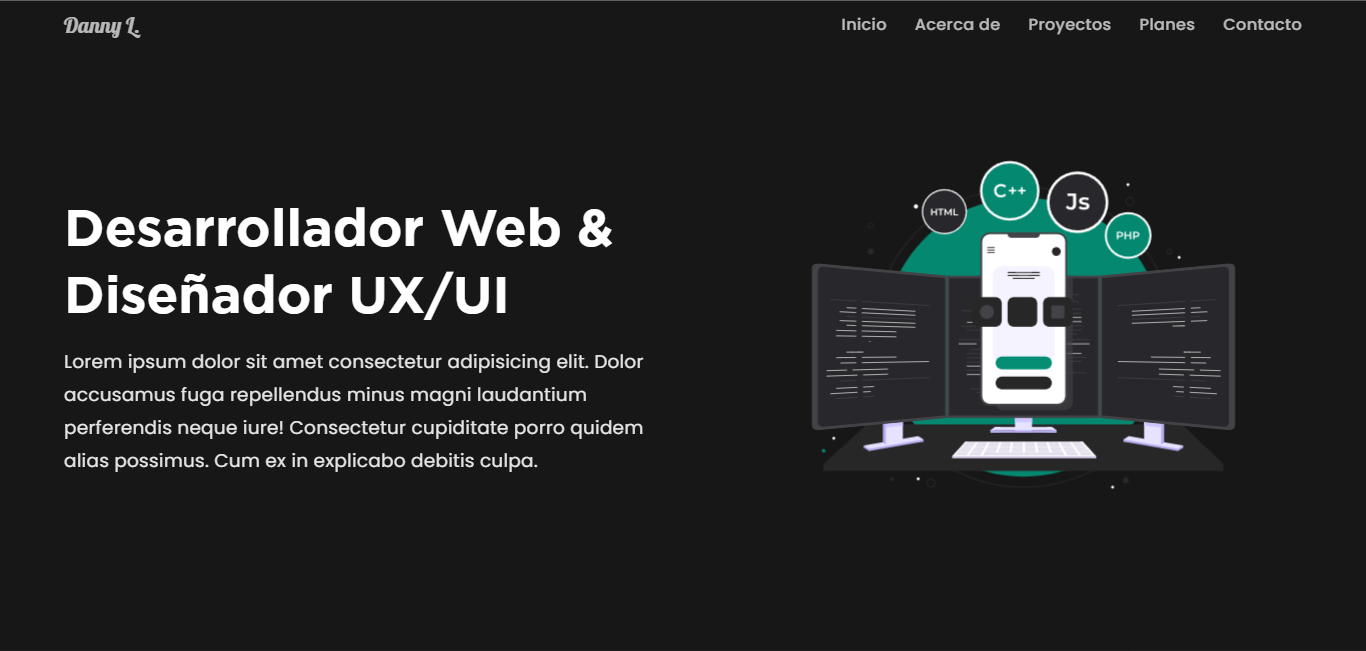 Danny L.
Inicio Acerca de Proyectos Planes Contacto
Desarrollador Web &
Diseñador UX/UI
Lorem ipsum dolor sit amet consectetur adipisicing elit. Dolor
accusamus fuga repellendus minus magni laudantium
perferendis neque iure! Consectetur cupiditate porro quidem
alias possimus. Cum ex in explicabo debitis culpa.
HTML
C++
Js
PHP